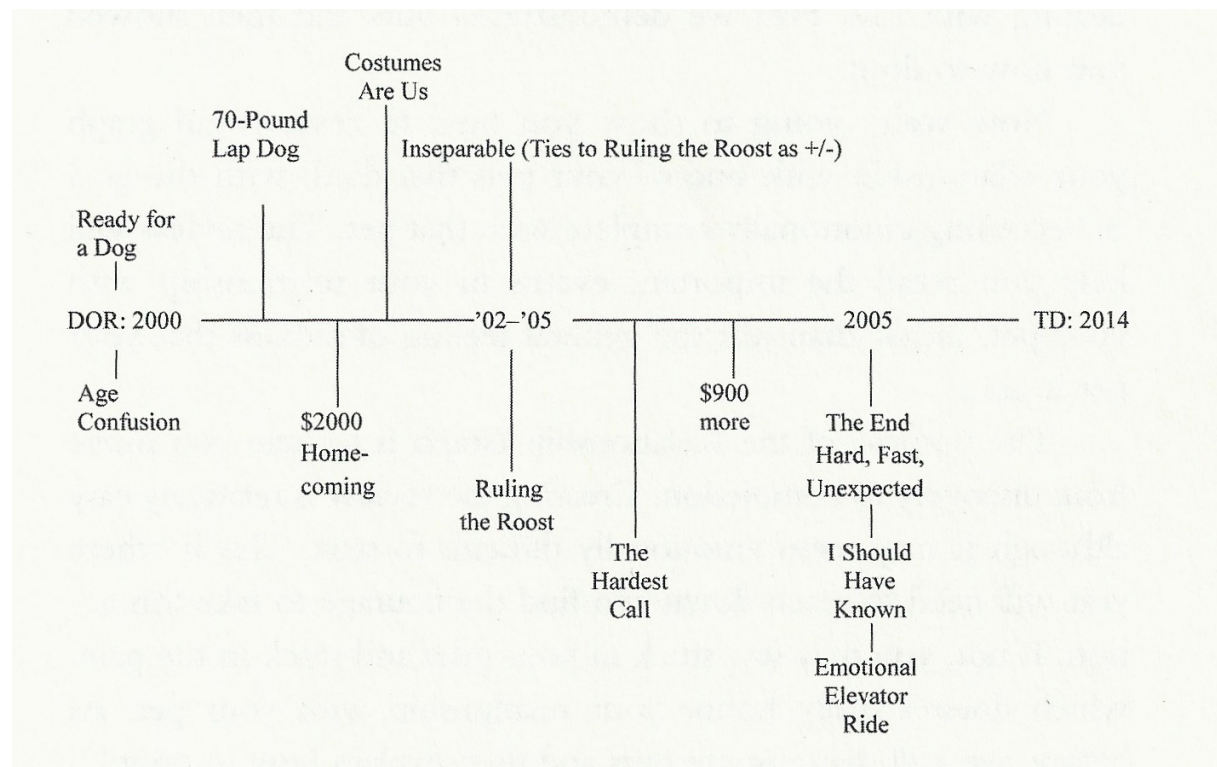 Costumes
Are Us
70-Pound
Lap Dog
Inseparable (Ties to Ruling the Roost as +/-)
Ready for
a Dog
DOR: 2000
’02–’05
2005
TD: 2014
Age
Confusion
$2000
Home-
coming
Ruling
the Roost
The
Hardest
Call
$900
more
The End
Hard, Fast,
Unexpected
I Should
Have
Known
Emotional
Elevator
Ride